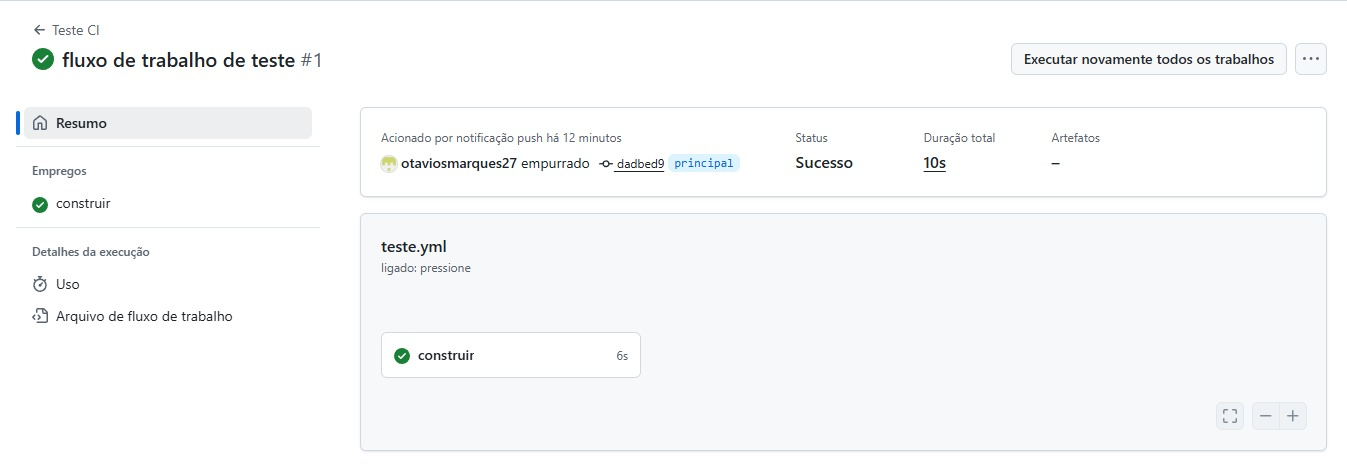 Teste CI
fluxo de trabalho de teste #1
Executar novamente todos os trabalhos
Resumo
Empregos
construir
Detalhes da execução
Uso
Arquivo de fluxo de trabalho
Acionado por notificação push há 12 minutos
otaviosmarques27 empurrado dadbed9 principal
Status
Sucesso
Duração total
10s
Artefatos
–
teste.yml
ligado: pressione
construir 6s